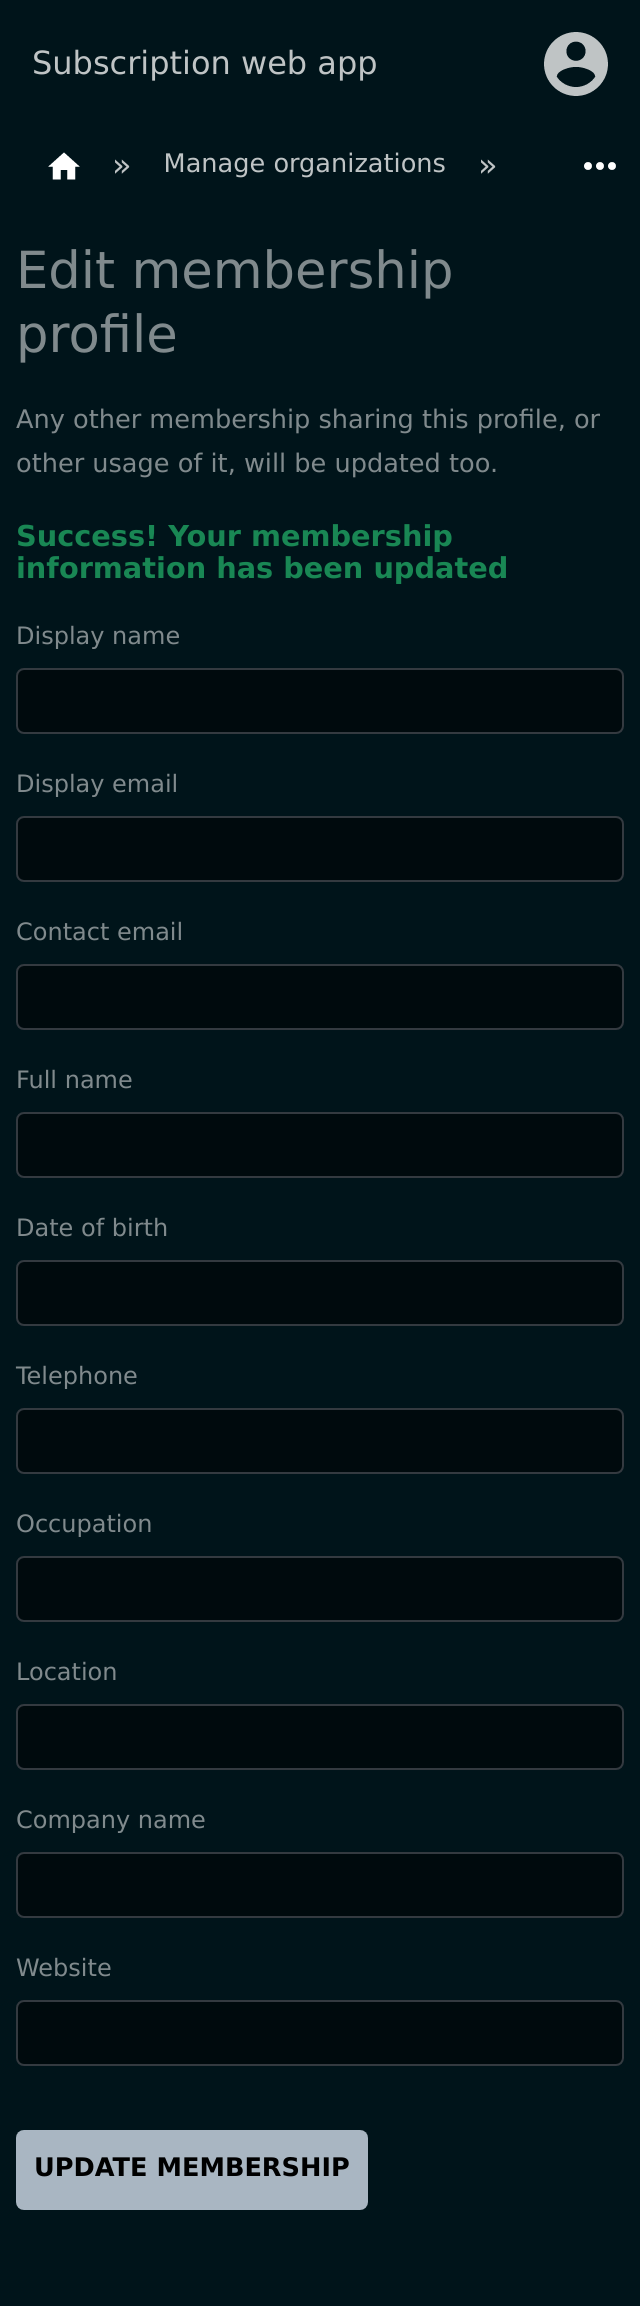 Subscription web app
» Manage organizations »
Edit membership
profile
Any other membership sharing this profile, or
other usage of it, will be updated too.
Success! Your membership
information has been updated
Display name
Display email
Contact email
Full name
Date of birth
Telephone
Occupation
Location
Company name
Website
UPDATE MEMBERSHIP